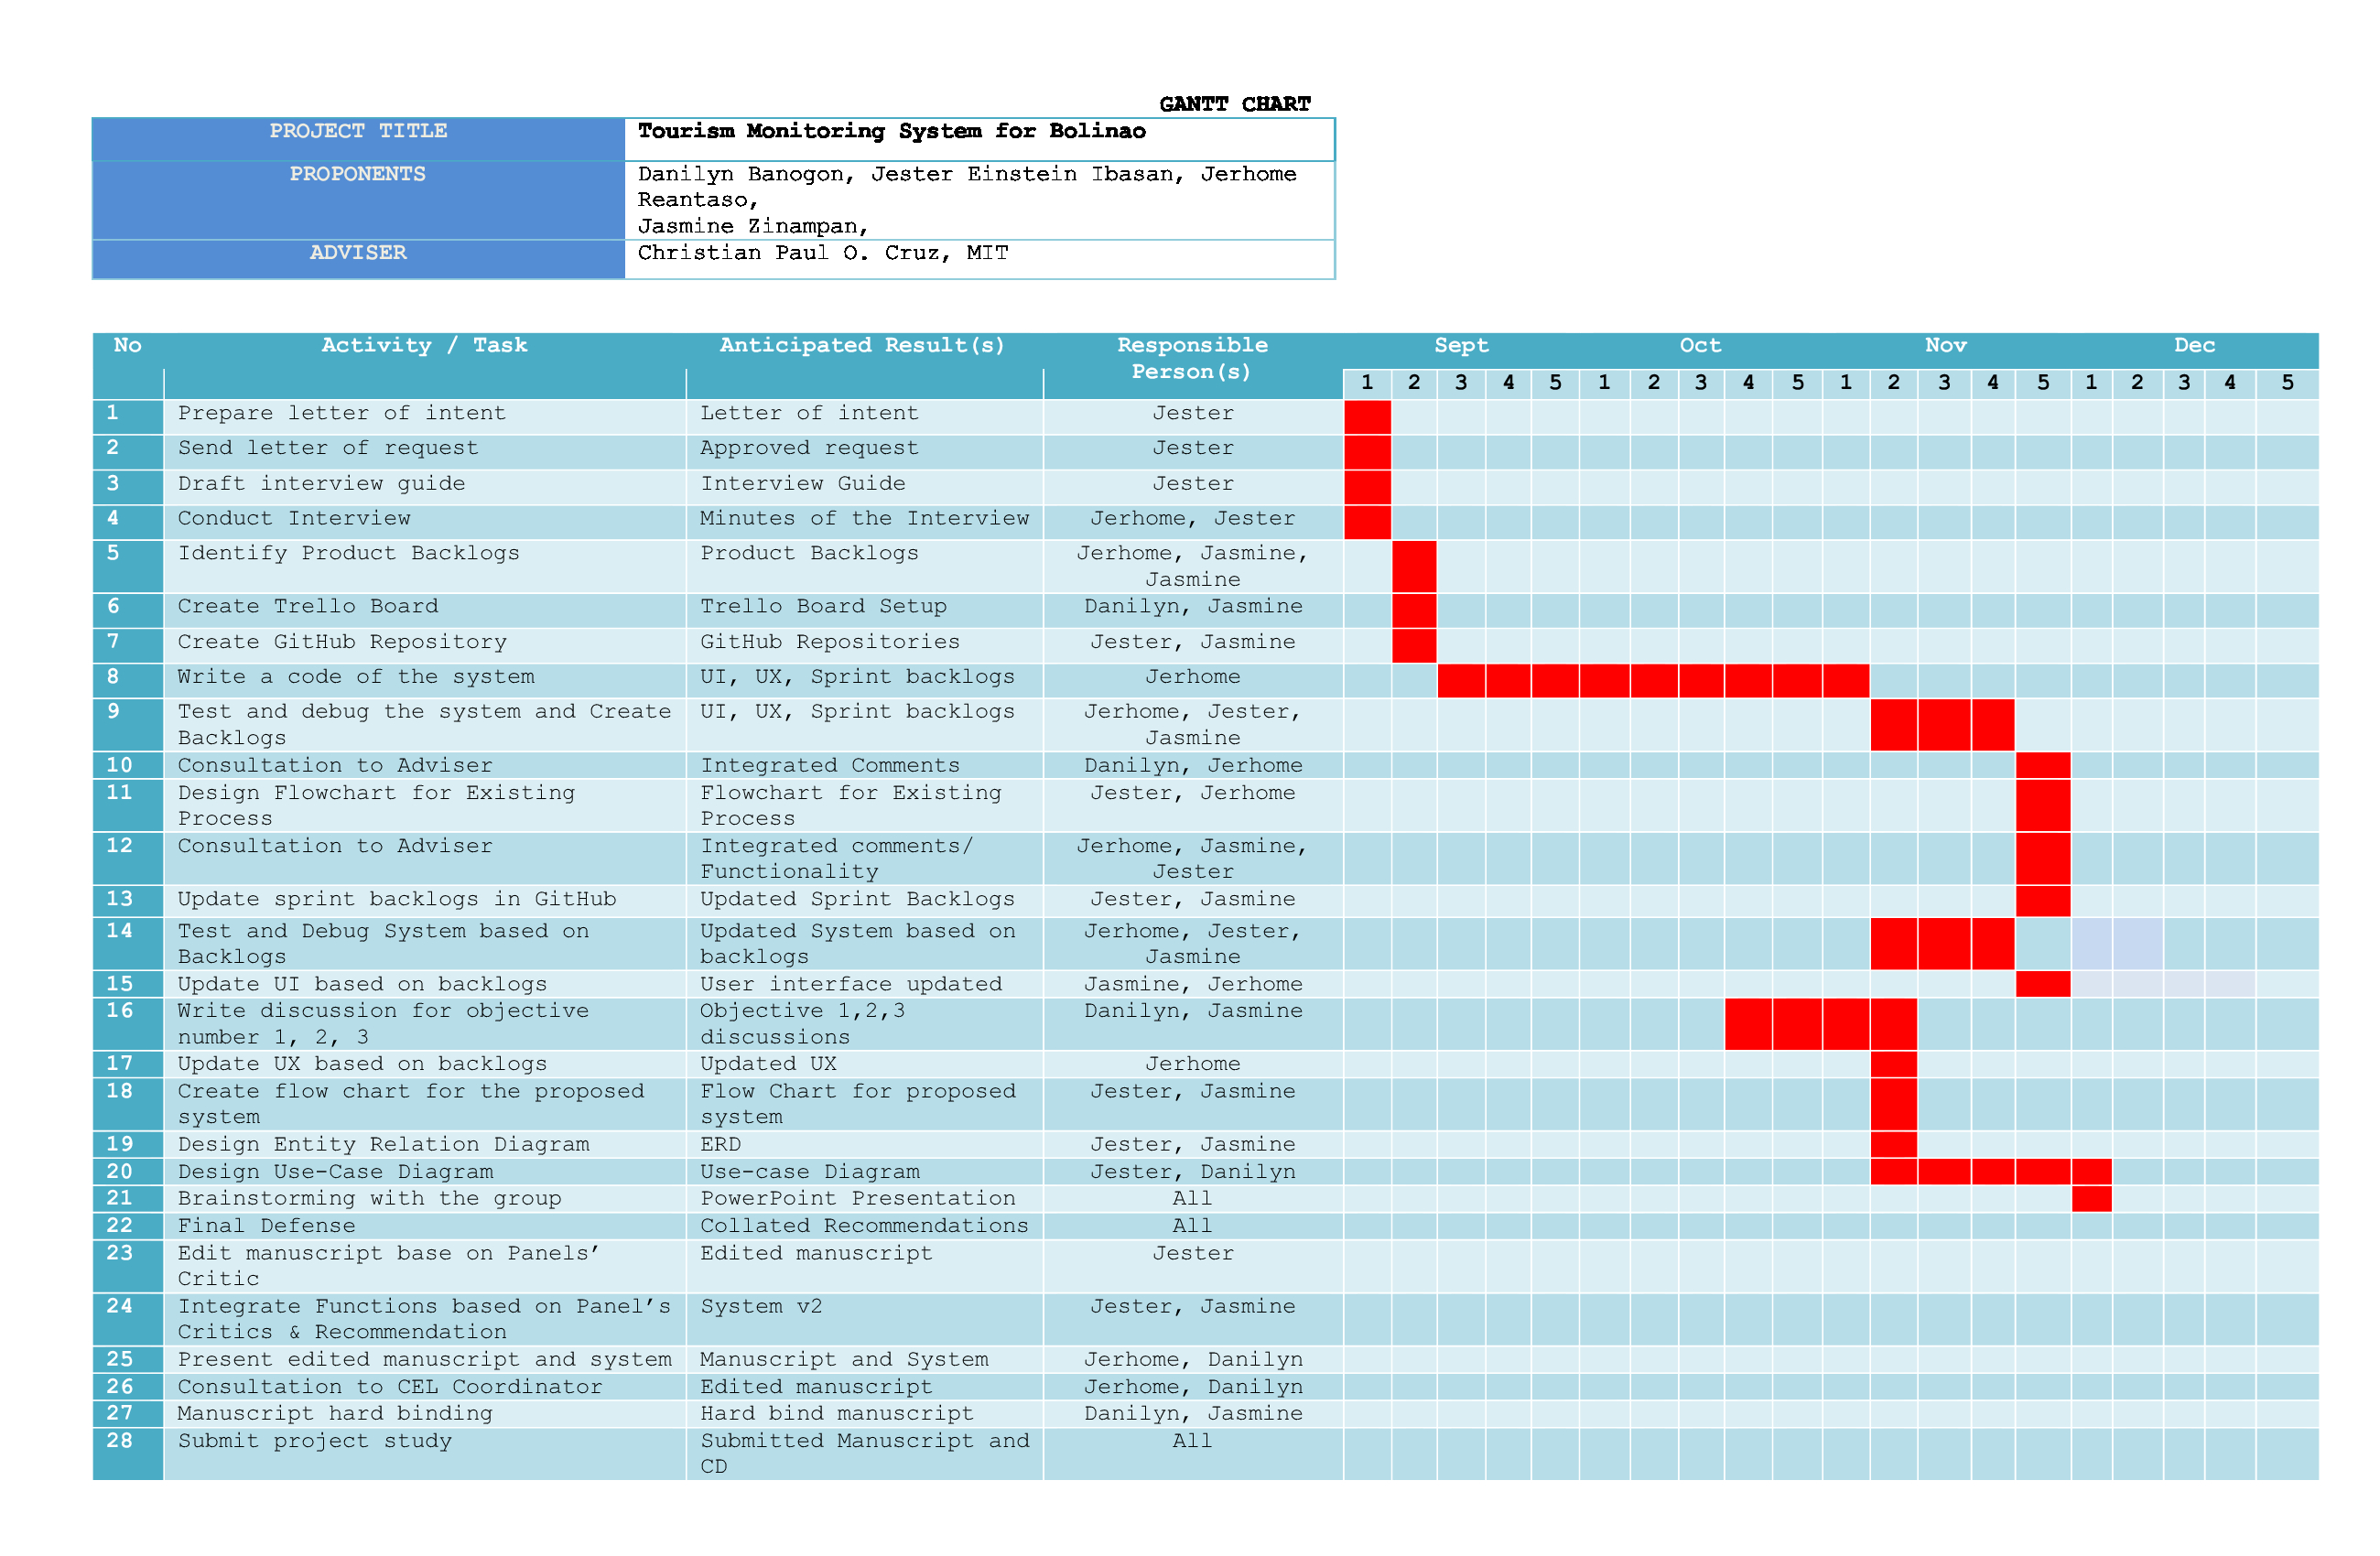 GANTT CHART
PROJECT TITLE Tourism Monitoring System for Bolinao
PROPONENTS Danilyn Banogon, Jester Einstein Ibasan, Jerhome
Reantaso,
Jasmine Zinampan,
ADVISER Christian Paul O. Cruz, MIT
No Activity / Task Anticipated Result(s) Responsible Sept Oct Nov Dec
Person(s)
1 2 3 4 5 1 2 3 4 5 1 2 3 4 5 1 2 3 4 5
1 Prepare letter of intent Letter of intent Jester
2 Send letter of request Approved request Jester
3 Draft interview guide Interview Guide Jester
4 Conduct Interview Minutes of the Interview Jerhome, Jester
5 Identify Product Backlogs Product Backlogs Jerhome, Jasmine,
Jasmine
6 Create Trello Board Trello Board Setup Danilyn, Jasmine
7 Create GitHub Repository GitHub Repositories Jester, Jasmine
8 Write a code of the system UI, UX, Sprint backlogs Jerhome
9 Test and debug the system and Create UI, UX, Sprint backlogs Jerhome, Jester,
Backlogs Jasmine
10 Consultation to Adviser Integrated Comments Danilyn, Jerhome
11 Design Flowchart for Existing Flowchart for Existing Jester, Jerhome
Process Process
12 Consultation to Adviser Integrated comments/ Jerhome, Jasmine,
Functionality Jester
13 Update sprint backlogs in GitHub Updated Sprint Backlogs Jester, Jasmine
14 Test and Debug System based on Updated System based on Jerhome, Jester,
Backlogs backlogs Jasmine
15 Update UI based on backlogs User interface updated Jasmine, Jerhome
16 Write discussion for objective Objective 1,2,3 Danilyn, Jasmine
number 1, 2, 3 discussions
17 Update UX based on backlogs Updated UX Jerhome
18 Create flow chart for the proposed Flow Chart for proposed Jester, Jasmine
system system
19 Design Entity Relation Diagram ERD Jester, Jasmine
20 Design Use-Case Diagram Use-case Diagram Jester, Danilyn
21 Brainstorming with the group PowerPoint Presentation All
22 Final Defense Collated Recommendations All
23 Edit manuscript base on Panels’ Edited manuscript Jester
Critic
24 Integrate Functions based on Panel’s System v2 Jester, Jasmine
Critics & Recommendation
25 Present edited manuscript and system Manuscript and System Jerhome, Danilyn
26 Consultation to CEL Coordinator Edited manuscript Jerhome, Danilyn
27 Manuscript hard binding Hard bind manuscript Danilyn, Jasmine
28 Submit project study Submitted Manuscript and All
CD